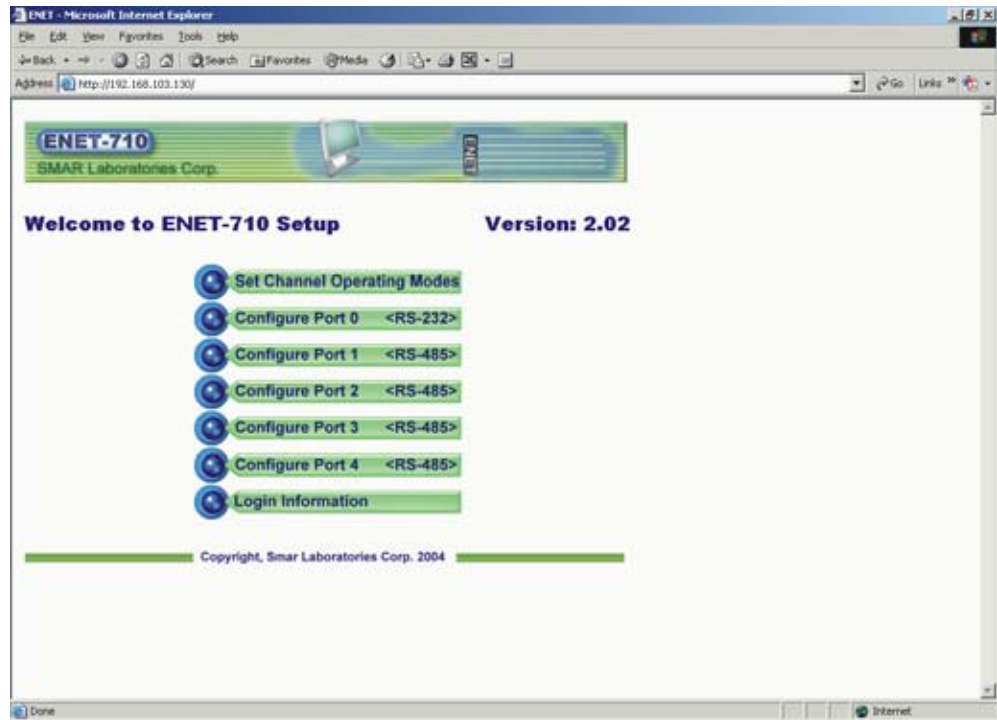 ENET - Microsoft Internet Explorer
File Edit View Favorites Tools Help
Back Search Favorites Media
Address http://192.168.103.130/ Go Links
ENET-710
SMAR Laboratories Corp.
ENET
Welcome to ENET-710 Setup Version: 2.02
Set Channel Operating Modes
Configure Port 0 <RS-232>
Configure Port 1 <RS-485>
Configure Port 2 <RS-485>
Configure Port 3 <RS-485>
Configure Port 4 <RS-485>
Login Information
Copyright, Smar Laboratories Corp. 2004
Done Internet